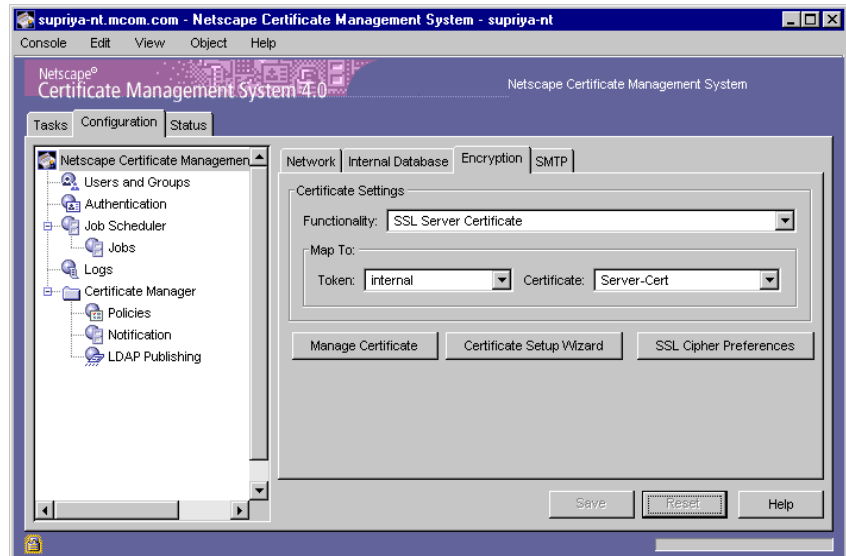 supriya-nt.mcom.com - Netscape Certificate Management System - supriya-nt
Console Edit View Object Help
Netscape®
Certificate Management System 4.0
Netscape Certificate Management System
Tasks Configuration Status
Netscape Certificate Managemen
Users and Groups
Authentication
Job Scheduler
Jobs
Logs
Certificate Manager
Policies
Notification
LDAP Publishing
Network Internal Database Encryption SMTP
Certificate Settings
Functionality: SSL Server Certificate
Map To:
Token: internal Certificate: Server-Cert
Manage Certificate Certificate Setup Wizard SSL Cipher Preferences
Save Reset Help